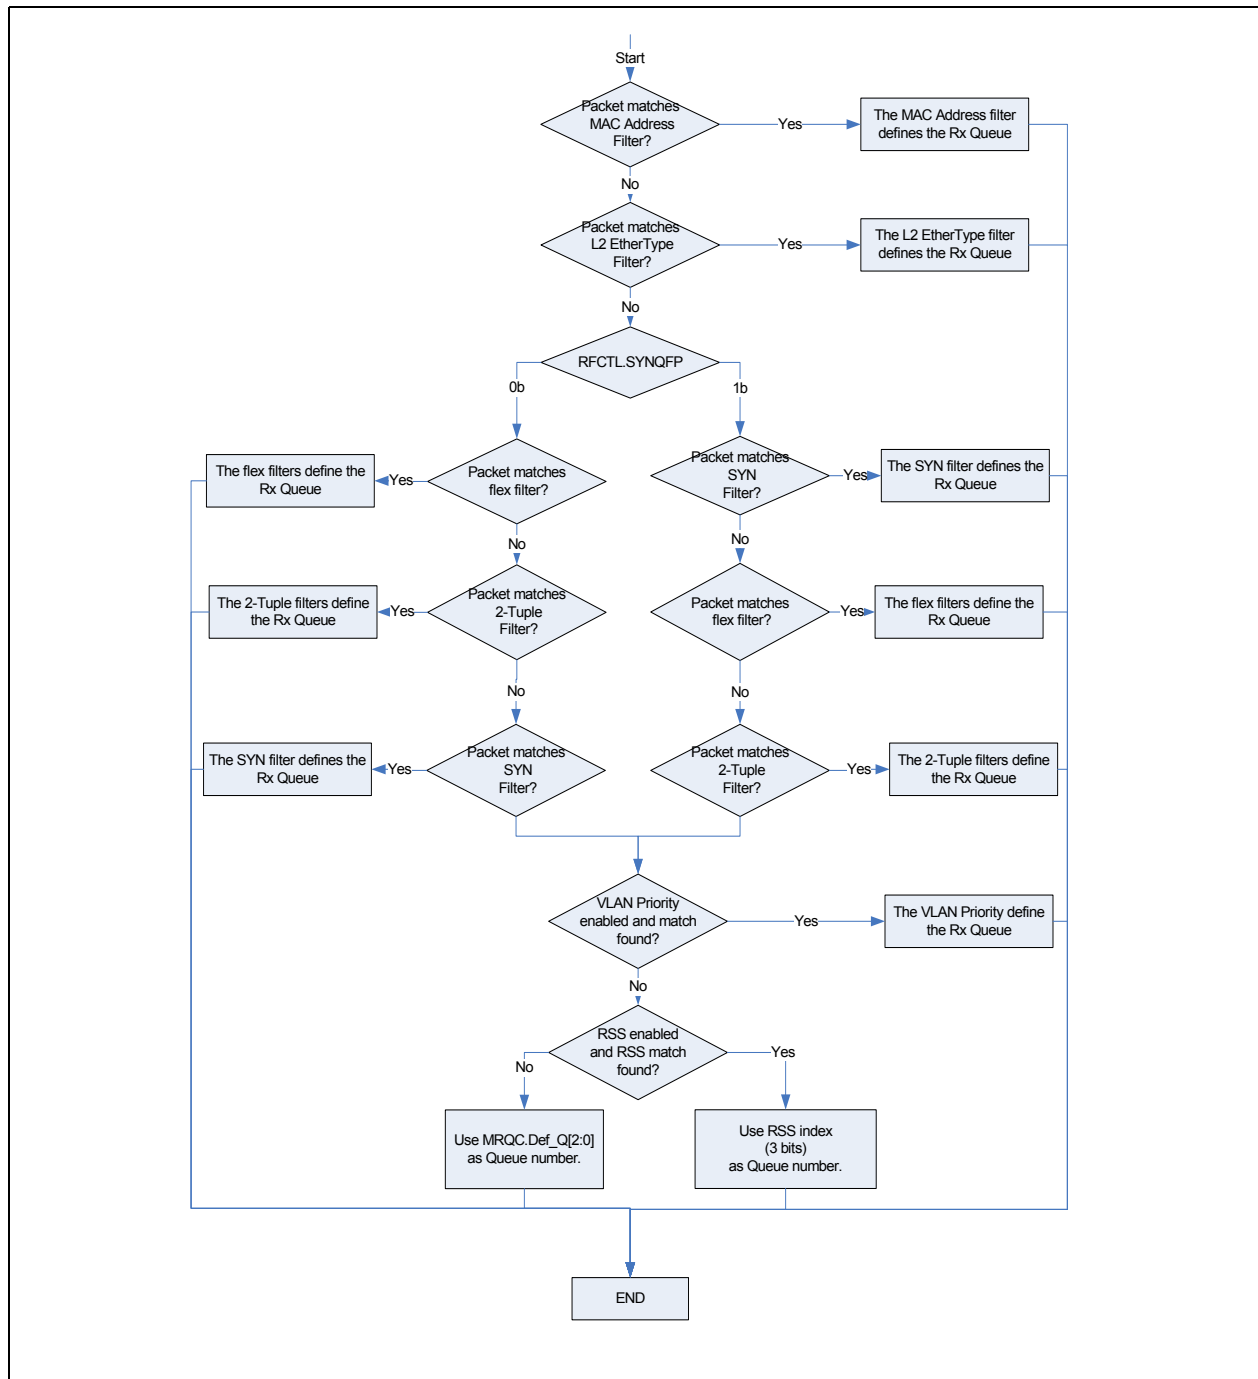 Start
Packet matches
MAC Address
Filter?
Yes
The MAC Address filter
defines the Rx Queue
No
Packet matches
L2 EtherType
Filter?
Yes
The L2 EtherType filter
defines the Rx Queue
No
RFCTL.SYNQFP
0b
1b
Packet matches
flex filter?
Yes
The flex filters define the
Rx Queue
Packet matches
SYN
Filter?
Yes
The SYN filter defines the
Rx Queue
No
No
Packet matches
2-Tuple
Filter?
Yes
The 2-Tuple filters define
the Rx Queue
Packet matches
flex filter?
Yes
The flex filters define the
Rx Queue
No
No
Packet matches
SYN
Filter?
Yes
The SYN filter defines the
Rx Queue
Packet matches
2-Tuple
Filter?
Yes
The 2-Tuple filters define
the Rx Queue
VLAN Priority
enabled and match
found?
Yes
The VLAN Priority define
the Rx Queue
No
RSS enabled
and RSS match
found?
No
Yes
Use MRQC.Def_Q[2:0]
as Queue number.
Use RSS index
(3 bits)
as Queue number.
END